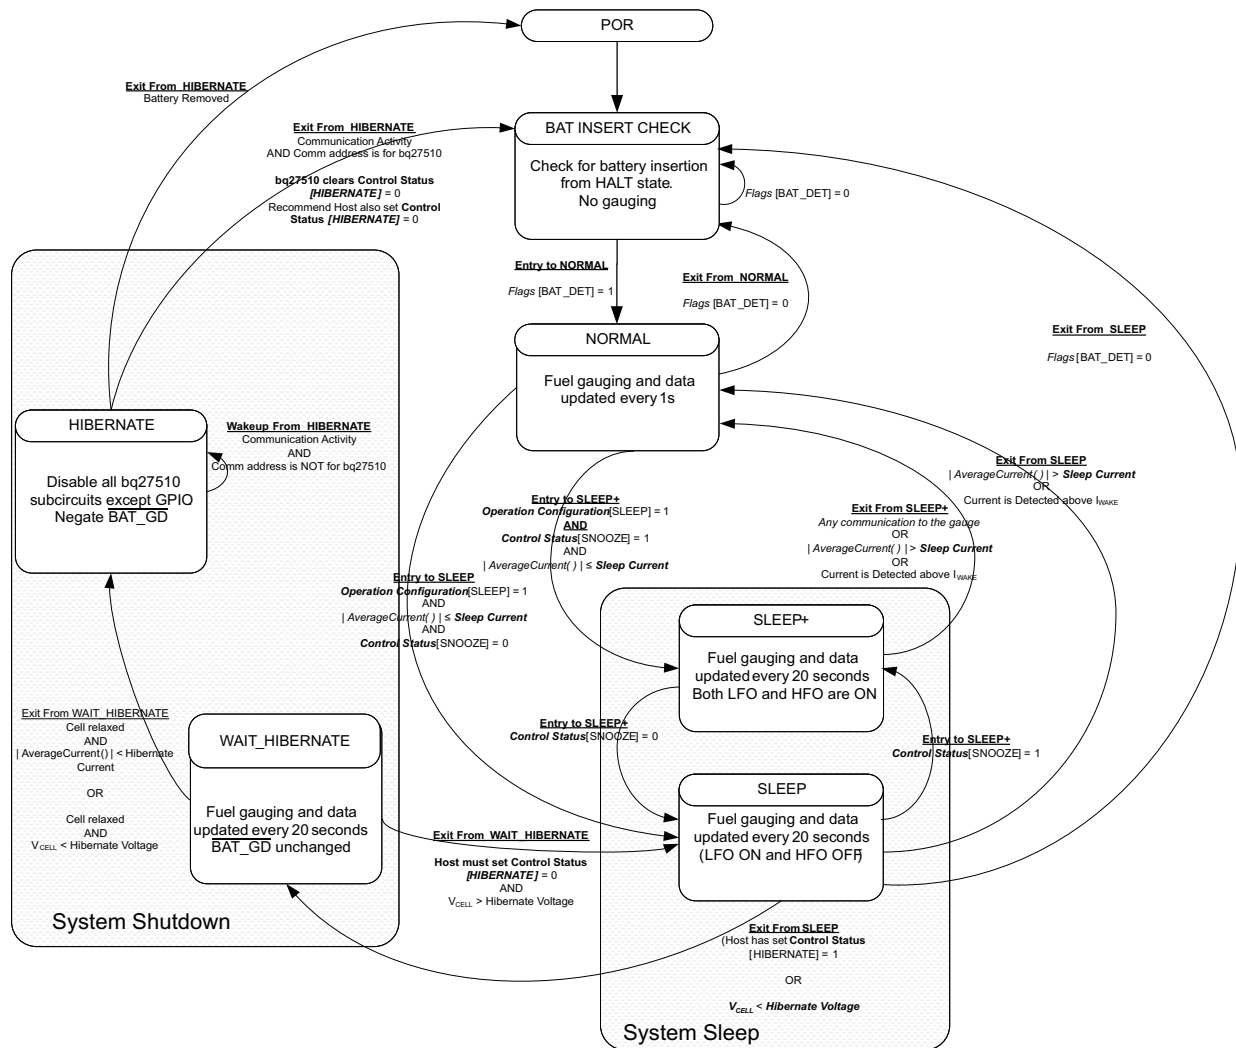 POR
Exit From HIBERNATE
Battery Removed
Exit From HIBERNATE
Communication Activity
AND Comm address is for bq27510
bq27510 clears Control Status
[HIBERNATE] = 0
Recommend Host also set Control
Status [HIBERNATE] = 0
BAT INSERT CHECK
Check for battery insertion
from HALT state.
No gauging
Flags [BAT_DET] = 0
Entry to NORMAL
Flags [BAT_DET] = 1
Exit From NORMAL
Flags [BAT_DET] = 0
Exit From SLEEP
Flags [BAT_DET] = 0
NORMAL
Fuel gauging and data
updated every 1s
HIBERNATE
Disable all bq27510
subcircuits except GPIO
Negate BAT_GD
Wakeup From HIBERNATE
Communication Activity
AND
Comm address is NOT for bq27510
Exit From SLEEP
| AverageCurrent( ) | > Sleep Current
OR
Current is Detected above IWAKE
Entry to SLEEP+
Operation Configuration[SLEEP] = 1
AND
Control Status[SNOOZE] = 1
AND
| AverageCurrent( ) | ≤ Sleep Current
Exit From SLEEP+
Any communication to the gauge
OR
| AverageCurrent( ) | > Sleep Current
OR
Current is Detected above IWAKE
Entry to SLEEP
Operation Configuration[SLEEP] = 1
AND
| AverageCurrent( ) | ≤ Sleep Current
AND
Control Status[SNOOZE] = 0
SLEEP+
Fuel gauging and data
updated every 20 seconds
Both LFO and HFO are ON
Entry to SLEEP+
Control Status[SNOOZE] = 0
Entry to SLEEP+
Control Status[SNOOZE] = 1
Exit From WAIT_HIBERNATE
Cell relaxed
AND
| AverageCurrent() | < Hibernate
Current
OR
Cell relaxed
AND
VCELL < Hibernate Voltage
WAIT_HIBERNATE
Fuel gauging and data
updated every 20 seconds
BAT_GD unchanged
SLEEP
Fuel gauging and data
updated every 20 seconds
(LFO ON and HFO OFF)
Exit From WAIT_HIBERNATE
Host must set Control Status
[HIBERNATE] = 0
AND
VCELL > Hibernate Voltage
System Shutdown
Exit From SLEEP
(Host has set Control Status
[HIBERNATE] = 1
OR
VCELL < Hibernate Voltage
System Sleep